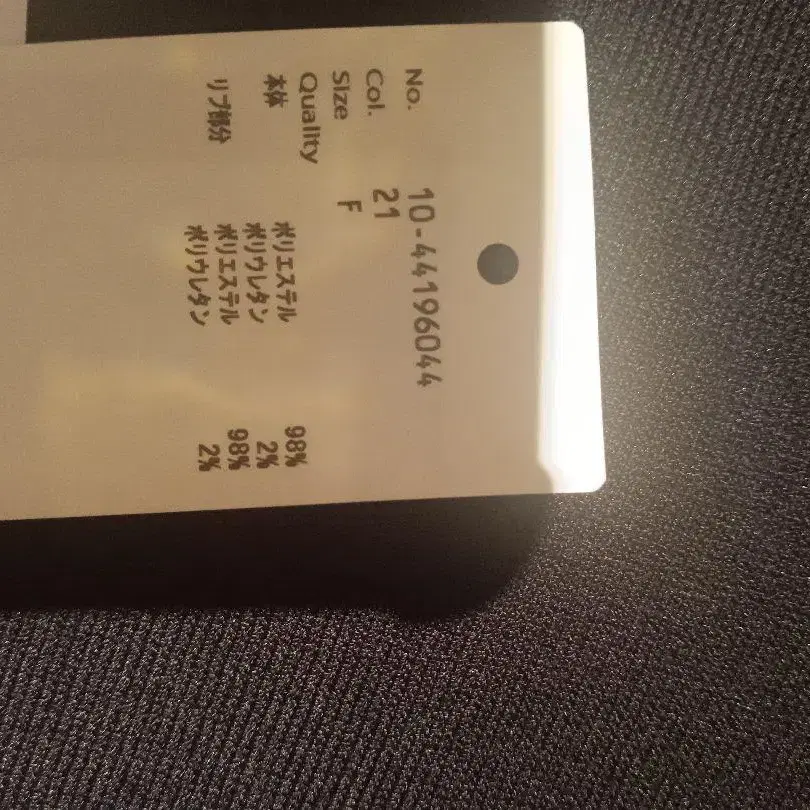 No. 10-44196044
Col. 21
Size F
Quality
本体 ポリエステル 98%
ポリウレタン 2%
リブ部分 ポリエステル 98%
ポリウレタン 2%